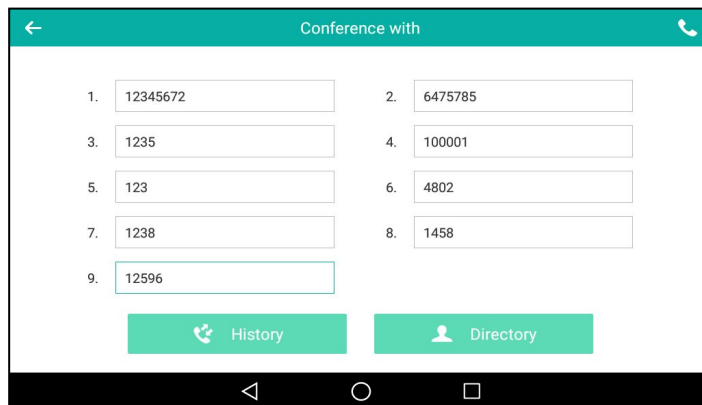 Conference with
1. 12345672 2. 6475785
3. 1235 4. 100001
5. 123 6. 4802
7. 1238 8. 1458
9. 12596
History Directory